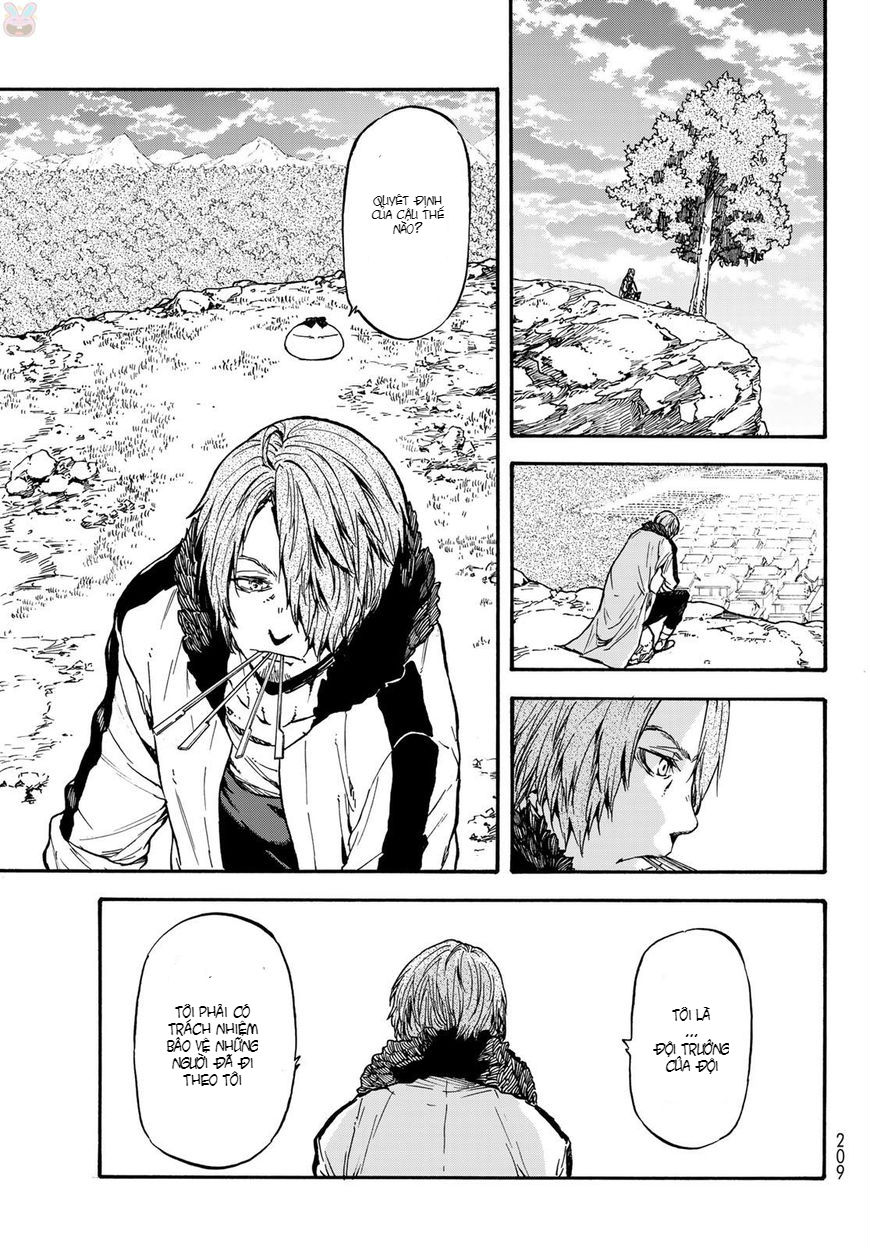 QUYẾT ĐỊNH
CỦA CẬU THẾ
NÀO?
TÔI LÀ
...
ĐỘI TRƯỞNG
CỦA ĐỘI
TÔI PHẢI CÓ
TRÁCH NHIỆM
BẢO VỆ NHỮNG
NGƯỜI ĐÃ ĐI
THEO TÔI
209